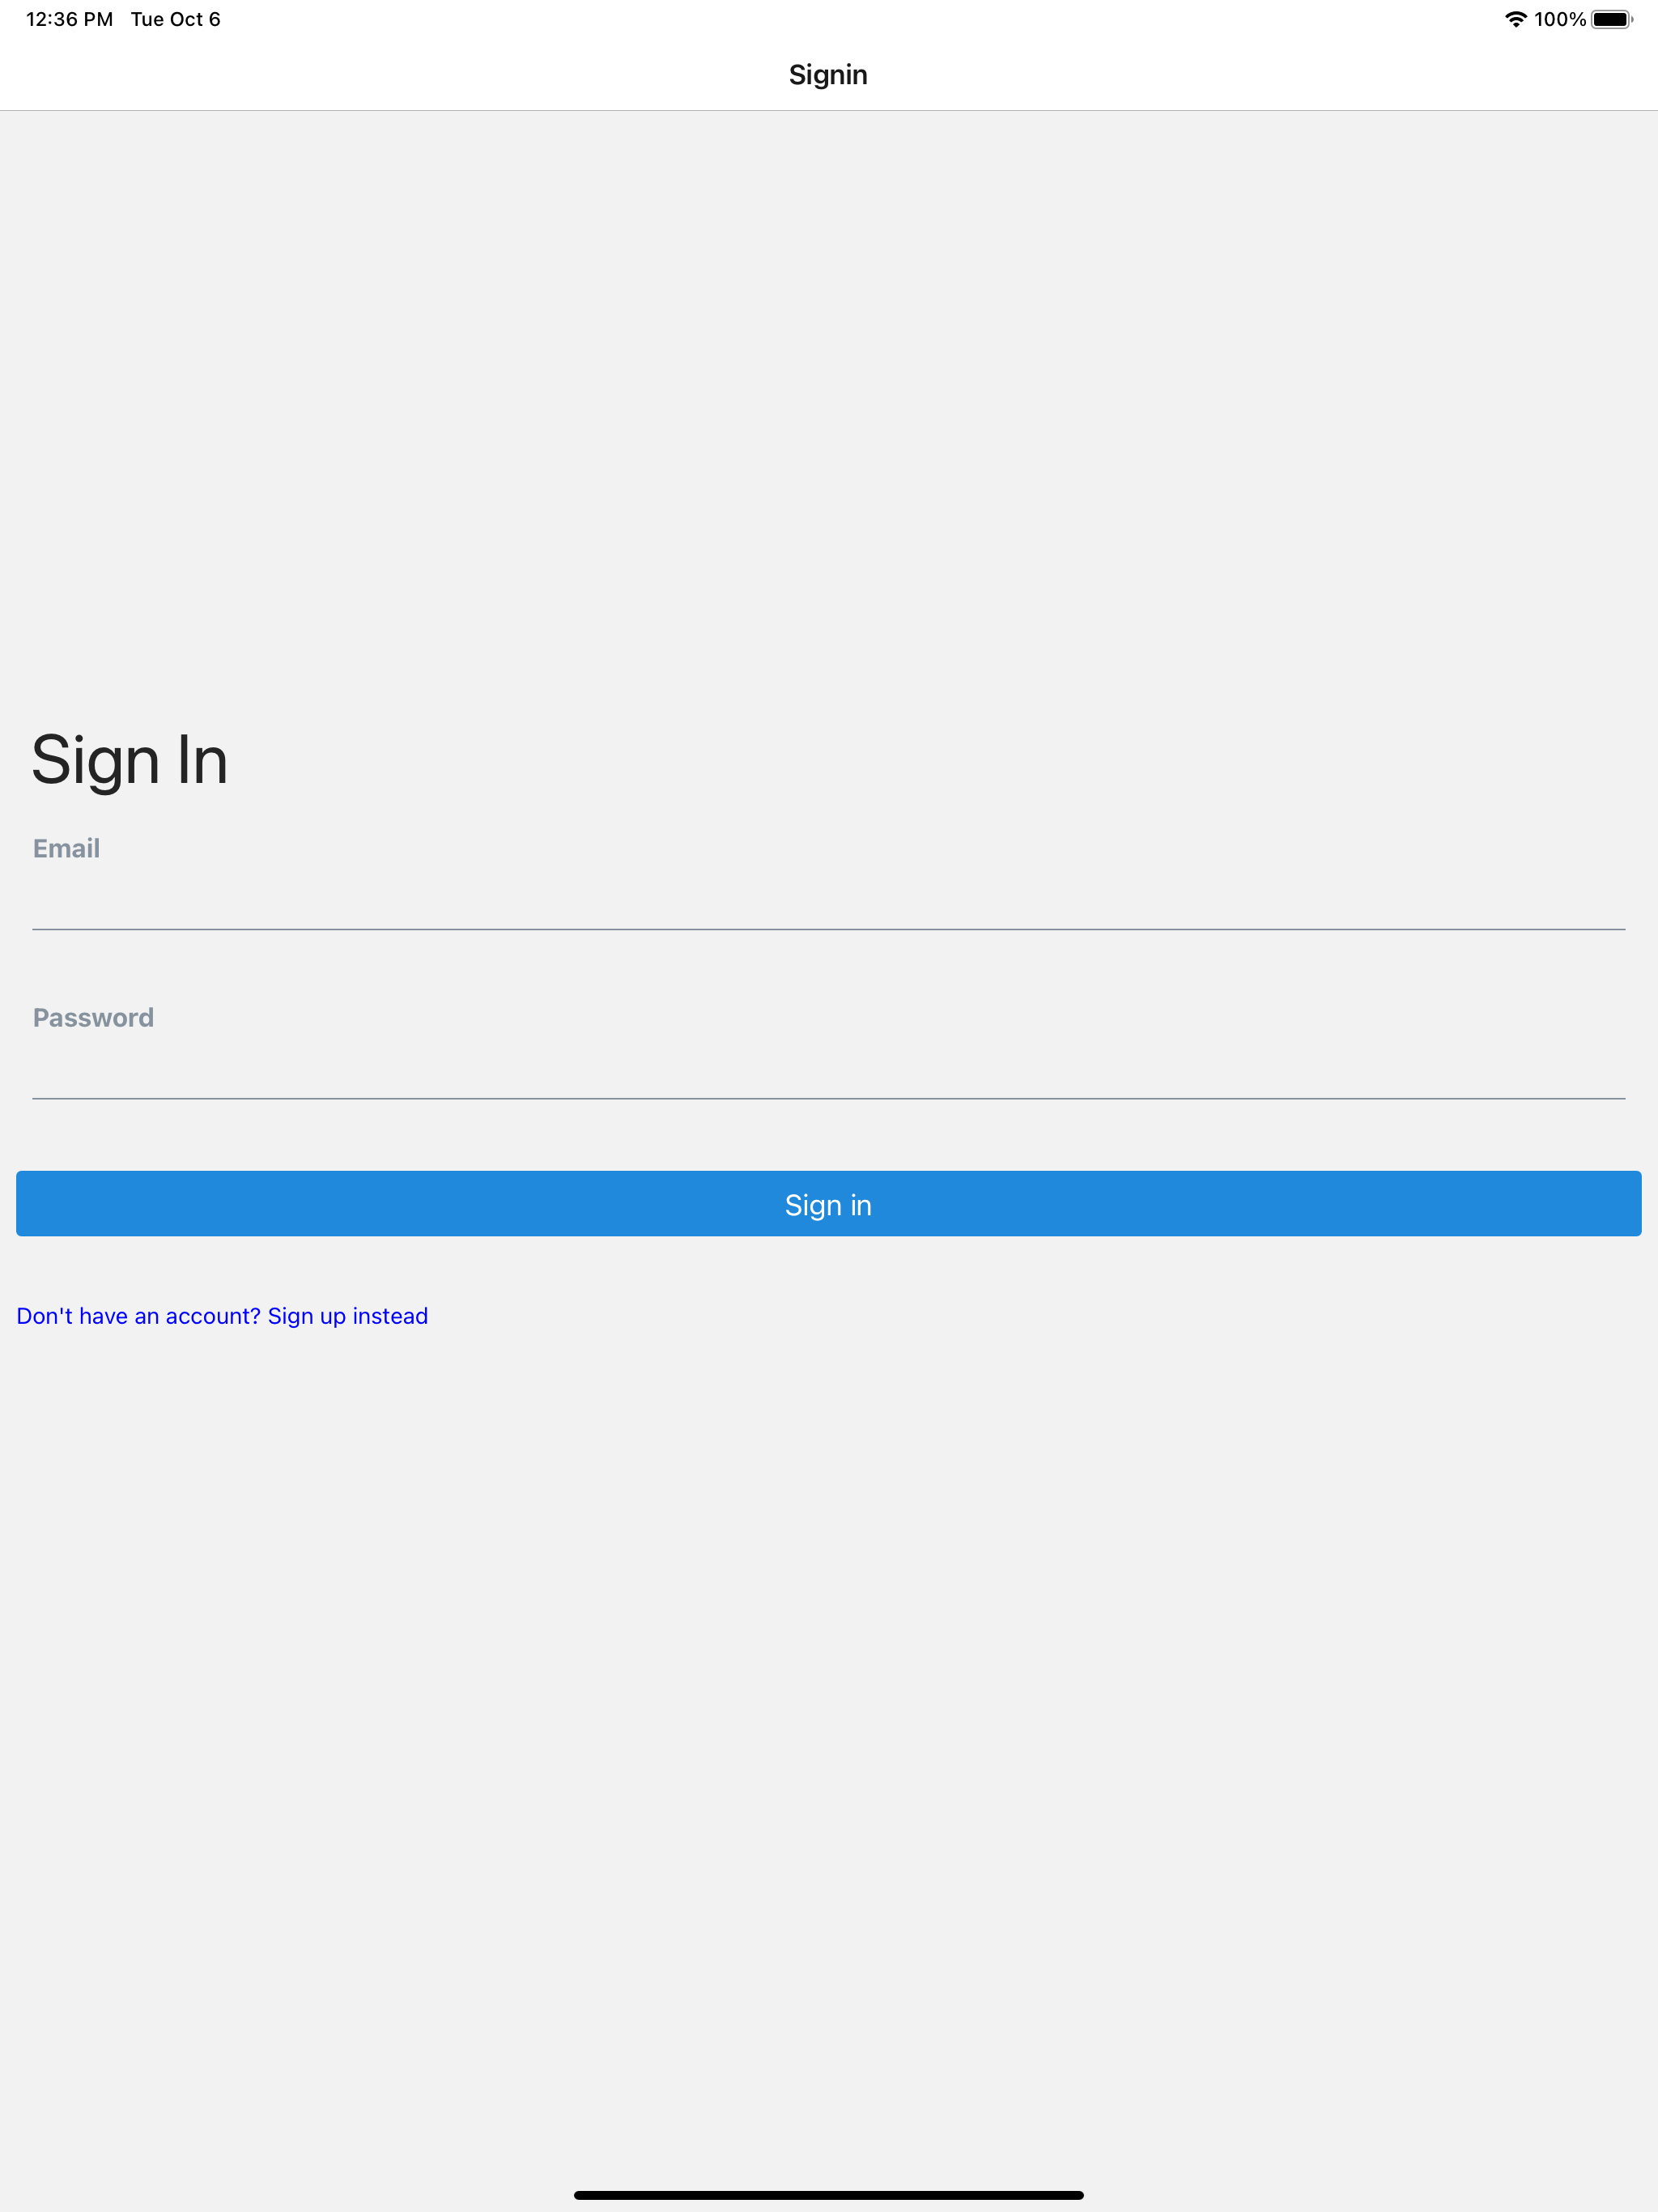 12:36 PM Tue Oct 6 100%
Signin
Sign In
Email
Password
Sign in
Don't have an account? Sign up instead